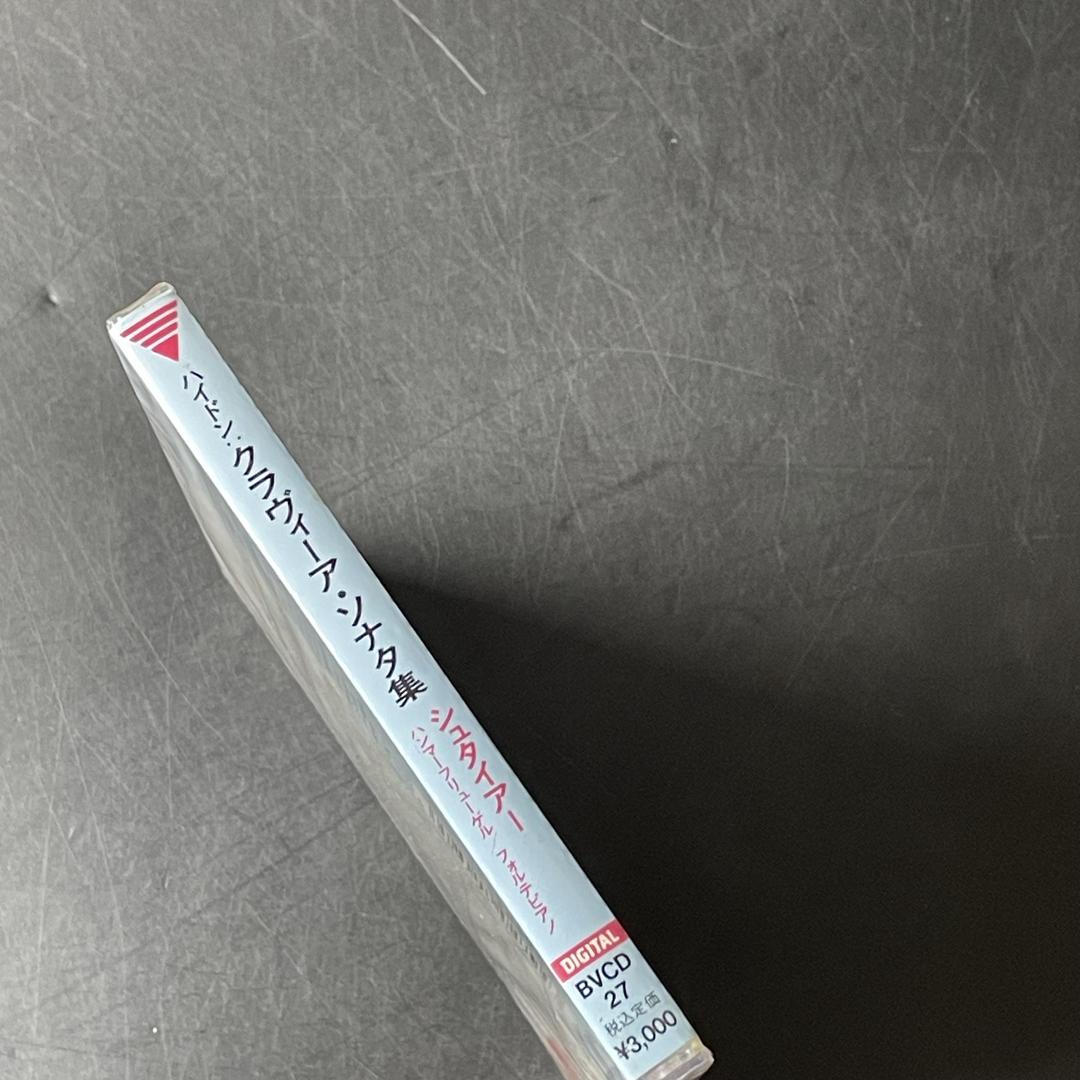 ハイドン：クラヴィーア・ソナタ集
シュタイアー
ハンマーフリューゲル／フォルテピアノ
DIGITAL
BVCD
27
税込定価
¥3,000